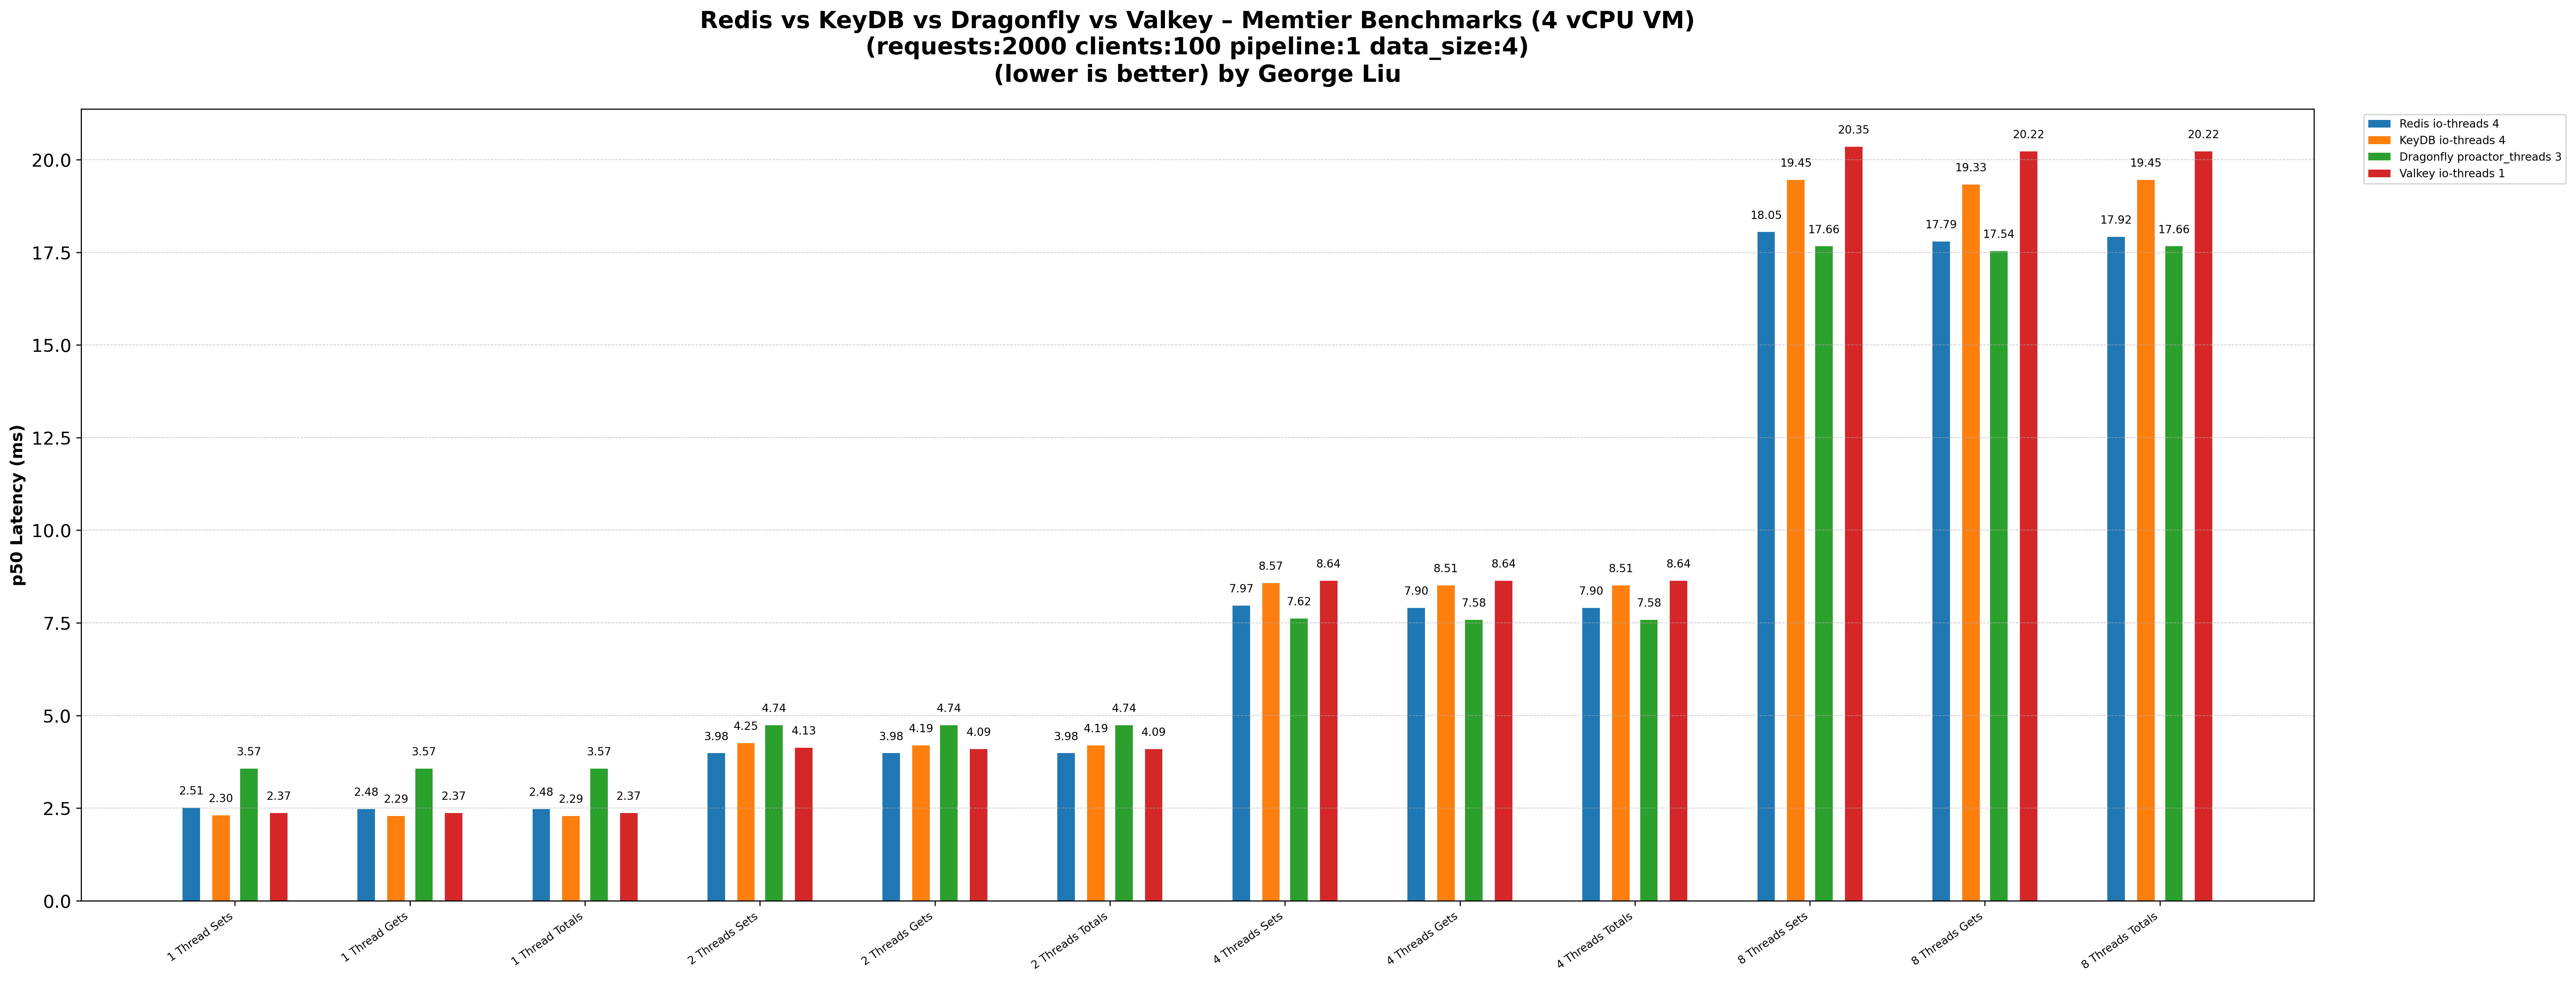 Redis vs KeyDB vs Dragonfly vs Valkey – Memtier Benchmarks (4 vCPU VM)
(requests:2000 clients:100 pipeline:1 data_size:4)
(lower is better) by George Liu
Redis io-threads 4
KeyDB io-threads 4
Dragonfly proactor_threads 3
Valkey io-threads 1
p50 Latency (ms)
20.0
17.5
15.0
12.5
10.0
7.5
5.0
2.5
0.0
2.51 2.30 3.57 2.37
2.48 2.29 3.57 2.37
2.48 2.29 3.57 2.37
3.98 4.25 4.74 4.13
3.98 4.19 4.74 4.09
3.98 4.19 4.74 4.09
7.97 8.57 7.62 8.64
7.90 8.51 7.58 8.64
7.90 8.51 7.58 8.64
18.05 19.45 17.66 20.35
17.79 19.33 17.54 20.22
17.92 19.45 17.66 20.22
1 Thread Sets
1 Thread Gets
1 Thread Totals
2 Threads Sets
2 Threads Gets
2 Threads Totals
4 Threads Sets
4 Threads Gets
4 Threads Totals
8 Threads Sets
8 Threads Gets
8 Threads Totals